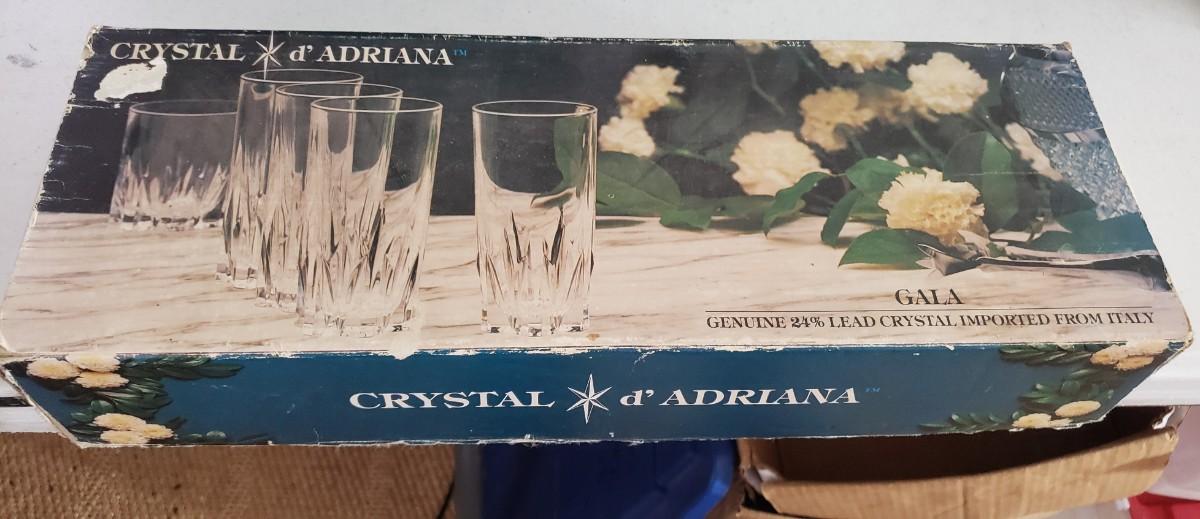 CRYSTAL d' ADRIANA™
GALA
GENUINE 24% LEAD CRYSTAL IMPORTED FROM ITALY
CRYSTAL d' ADRIANA™